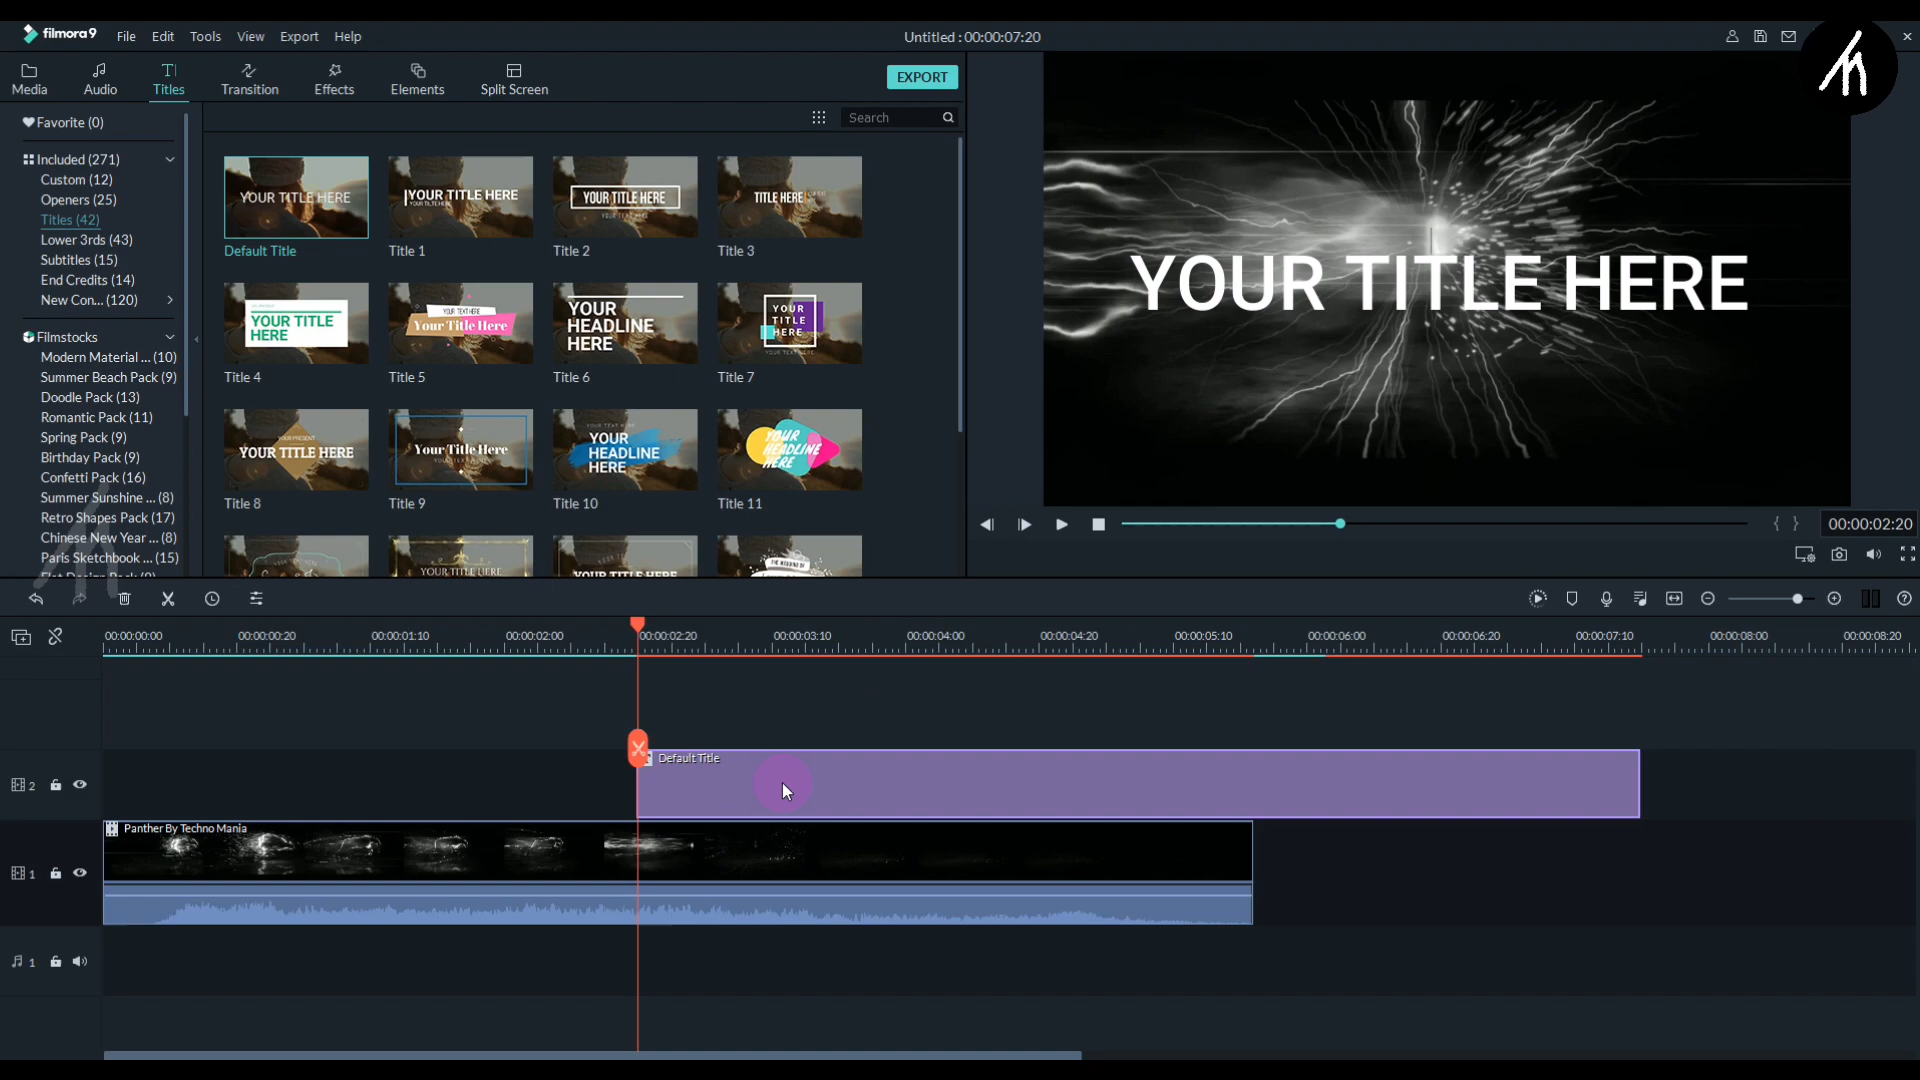 filmora9
File Edit Tools View Export Help
Untitled : 00:00:07:20
Media Audio Titles Transition Effects Elements Split Screen
EXPORT
Search
Favorite (0)
Included (271)
Custom (12)
Openers (25)
Titles (42)
Lower 3rds (43)
Subtitles (15)
End Credits (14)
New Con... (120)
Filmstocks
Modern Material ... (10)
Summer Beach Pack (9)
Doodle Pack (13)
Romantic Pack (11)
Spring Pack (9)
Birthday Pack (9)
Confetti Pack (16)
Summer Sunshine ... (8)
Retro Shapes Pack (17)
Chinese New Year ... (8)
Paris Sketchbook ... (15)
YOUR TITLE HERE
Default Title
YOUR TITLE HERE
Title 1
YOUR TITLE HERE
Title 2
TITLE HERE
Title 3
YOUR TITLE
HERE
Title 4
YOUR TEXT HERE
Your Title Here
Title 5
YOUR
HEADLINE
HERE
Title 6
YOUR
TITLE
HERE
Title 7
YOUR TITLE HERE
Title 8
Your Title Here
Title 9
YOUR
HEADLINE
HERE
Title 10
YOUR
HEADLINE
HERE
Title 11
YOUR TITLE HERE
YOUR TITLE HERE
THE WEDDING OF
YOUR TITLE HERE
00:00:02:20
00:00:00:00 00:00:00:20 00:00:01:10 00:00:02:00 00:00:02:20 00:00:03:10 00:00:04:00 00:00:04:20 00:00:05:10 00:00:06:00 00:00:06:20 00:00:07:10 00:00:08:00 00:00:08:20
Default Title
2
Panther By Techno Mania
1
1